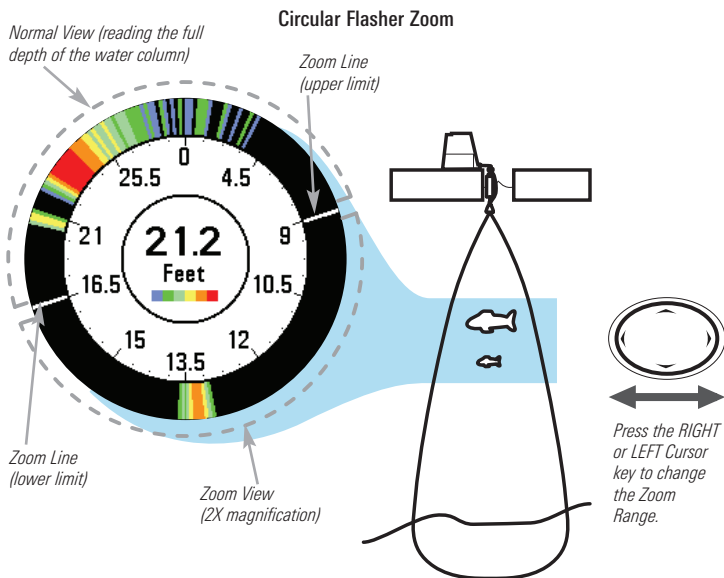 Circular Flasher Zoom
Normal View (reading the full
depth of the water column)
Zoom Line
(upper limit)
0
4.5
9
10.5
12
13.5
15
16.5
21
25.5
21.2
Feet
Zoom Line
(lower limit)
Zoom View
(2X magnification)
Press the RIGHT
or LEFT Cursor
key to change
the Zoom
Range.